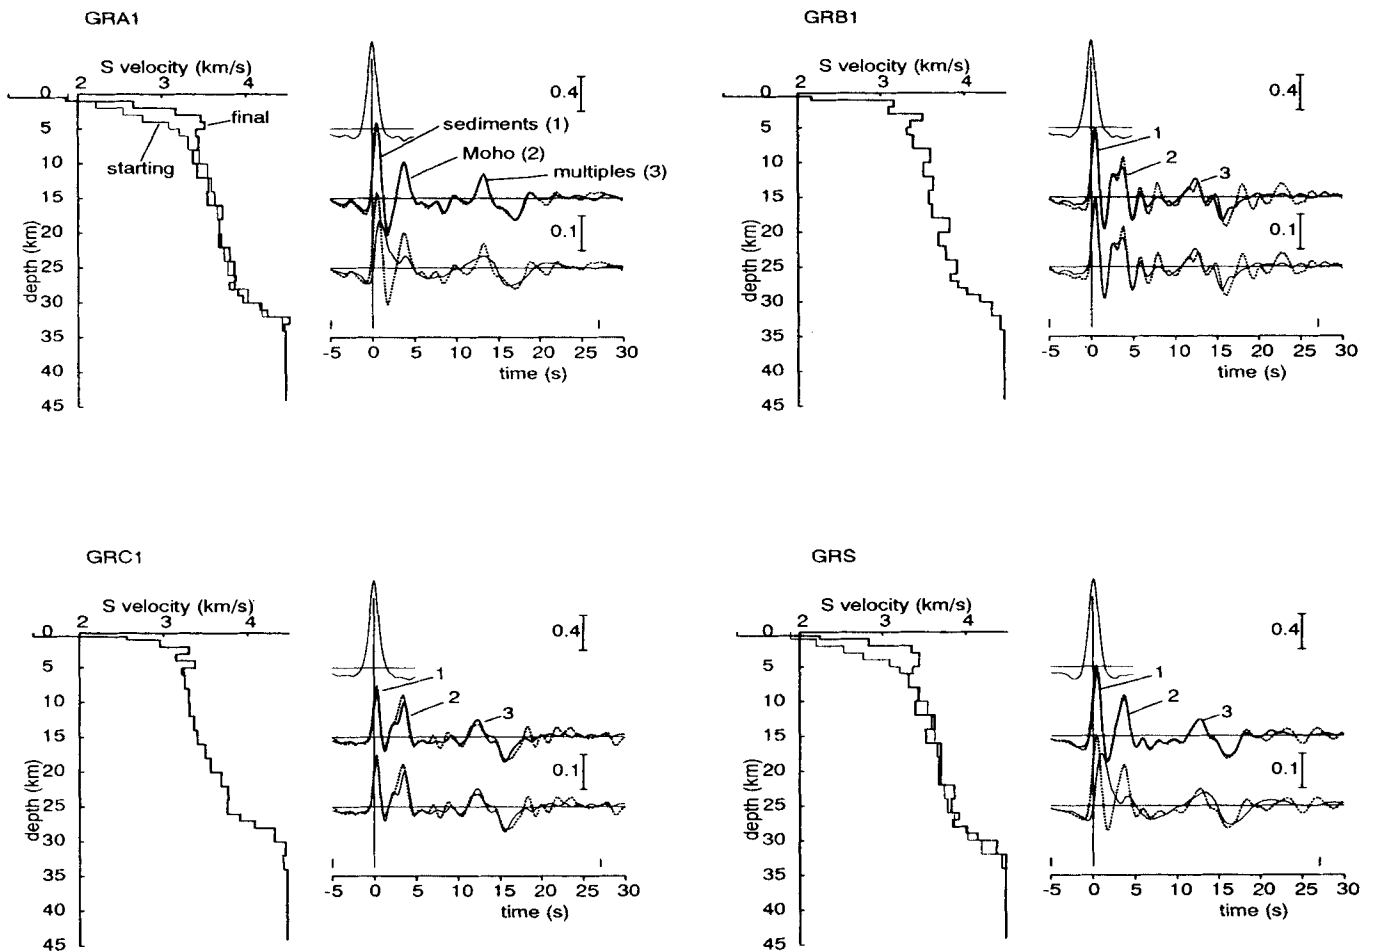 GRA1
S velocity (km/s)
2 3 4
0
5
10
15
20
25
30
35
40
45
depth (km)
final
starting
0.4
sediments (1)
Moho (2)
multiples (3)
0.1
-5 0 5 10 15 20 25 30
time (s)
GRB1
S velocity (km/s)
2 3 4
0
5
10
15
20
25
30
35
40
45
depth (km)
0.4
1
2
3
0.1
-5 0 5 10 15 20 25 30
time (s)
GRC1
S velocity (km/s)
2 3 4
0
5
10
15
20
25
30
35
40
45
depth (km)
0.4
1
2
3
0.1
-5 0 5 10 15 20 25 30
time (s)
GRS
S velocity (km/s)
2 3 4
0
5
10
15
20
25
30
35
40
45
depth (km)
0.4
1
2
3
0.1
-5 0 5 10 15 20 25 30
time (s)